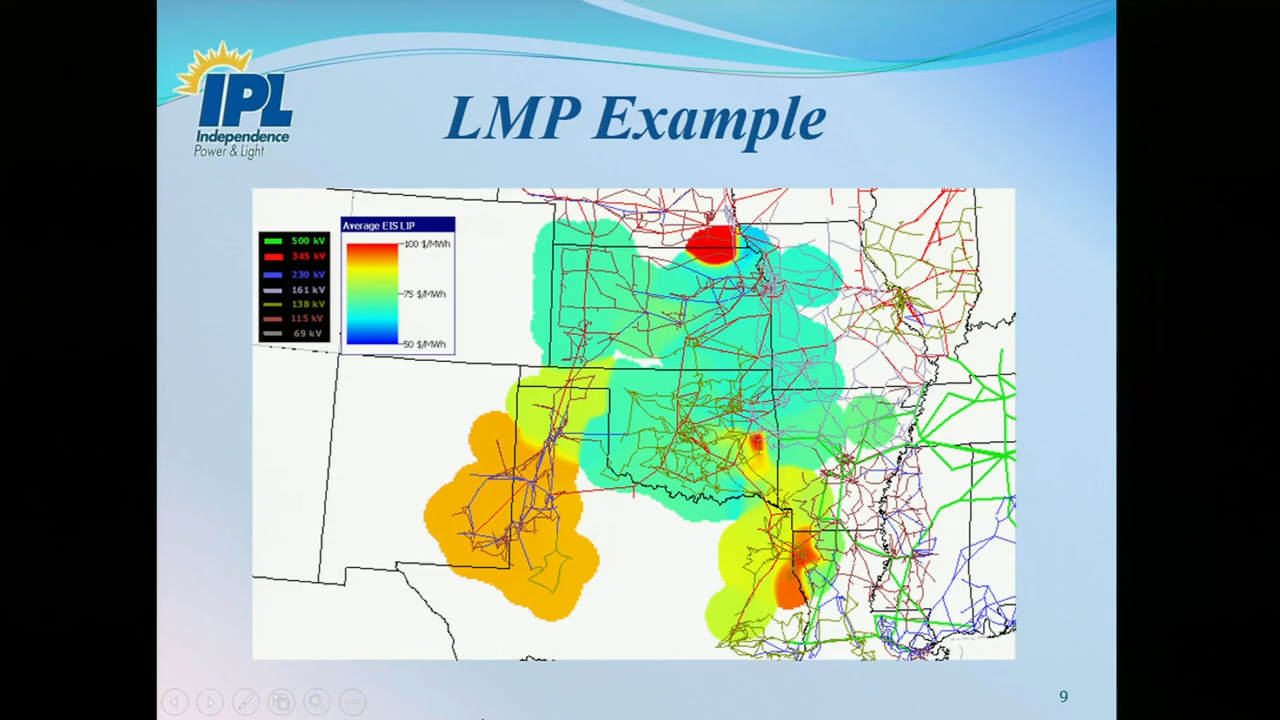 IPL
Independence
Power & Light
LMP Example
500 kV
345 kV
230 kV
161 kV
138 kV
115 kV
69 kV
Average EIS LIP
100 $/MWh
75 $/MWh
50 $/MWh
9